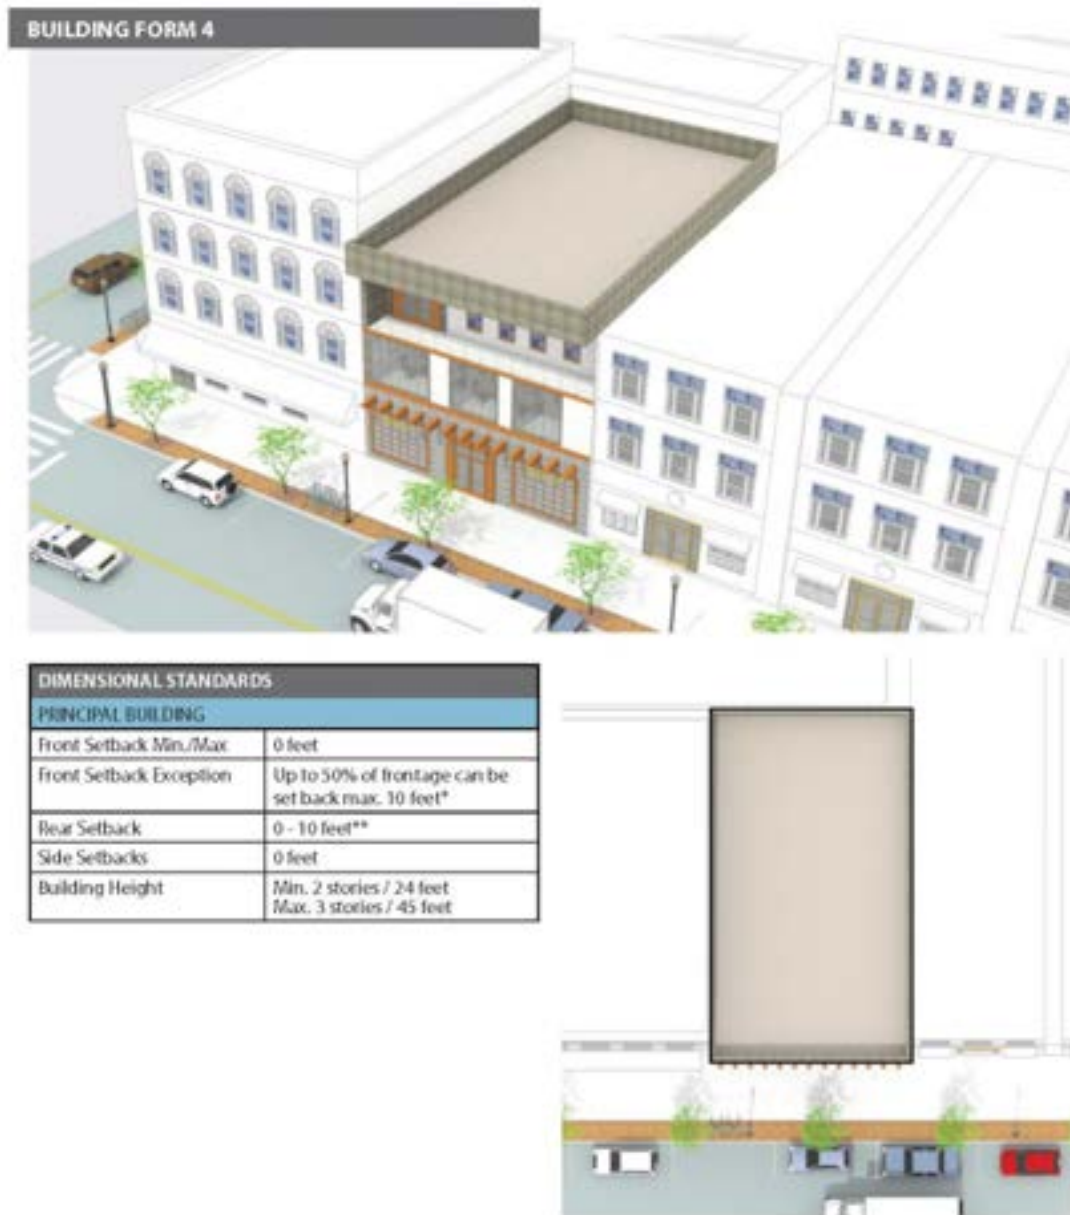 BUILDING FORM 4
DIMENSIONAL STANDARDS
PRINCIPAL BUILDING
Front Setback Min./Max 0 feet
Front Setback Exception Up to 50% of frontage can be
set back max. 10 feet*
Rear Setback 0 - 10 feet**
Side Setbacks 0 feet
Building Height Min. 2 stories / 24 feet
Max. 3 stories / 45 feet